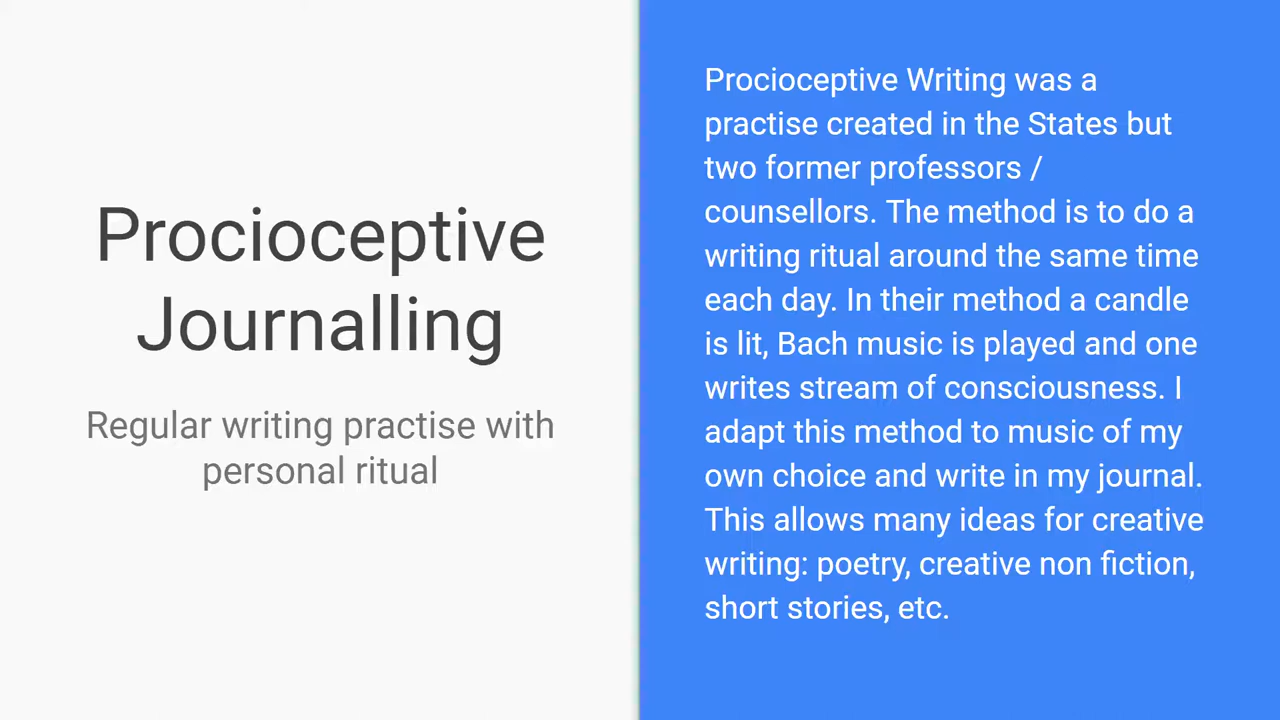 Procioceptive
Journalling
Regular writing practise with
personal ritual
Procioceptive Writing was a
practise created in the States but
two former professors /
counsellors. The method is to do a
writing ritual around the same time
each day. In their method a candle
is lit, Bach music is played and one
writes stream of consciousness. I
adapt this method to music of my
own choice and write in my journal.
This allows many ideas for creative
writing: poetry, creative non fiction,
short stories, etc.